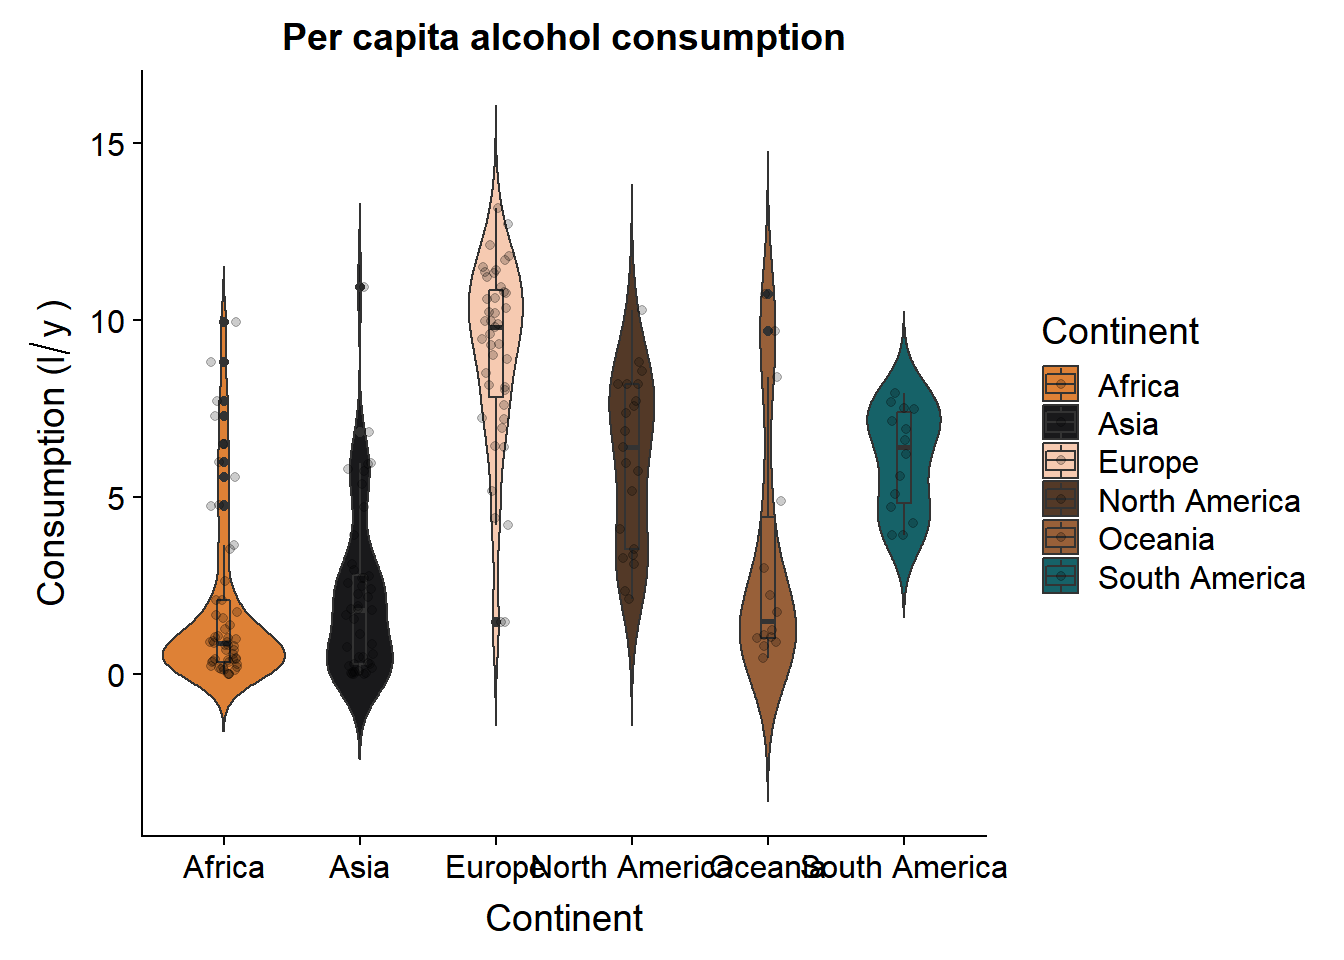 Per capita alcohol consumption
Consumption (l/y )
15
10
5
0
Africa
Asia
Europe
North America
Oceania
South America
Continent
Continent
Africa
Asia
Europe
North America
Oceania
South America